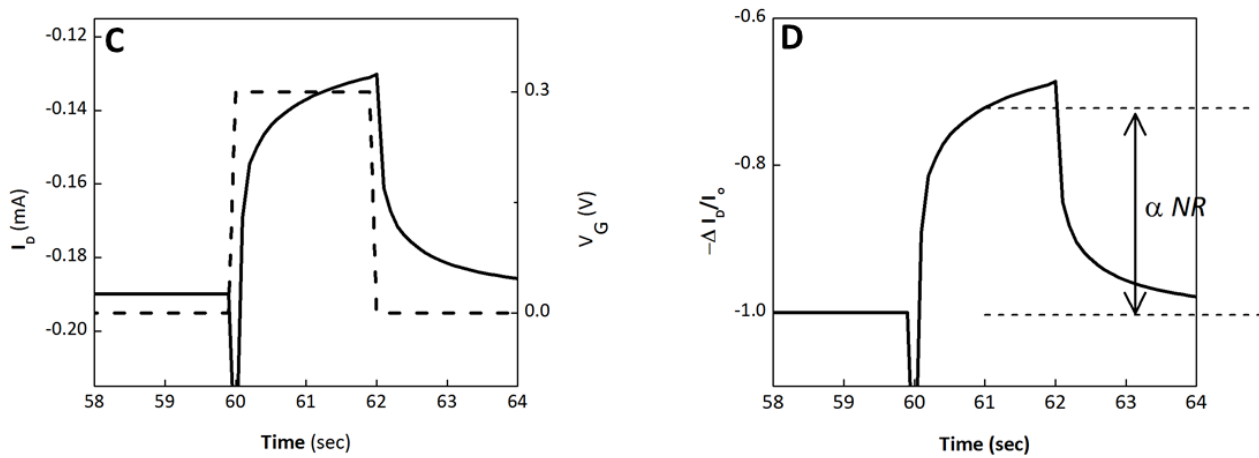 C
-0.12
-0.14
-0.16
-0.18
-0.20
I_D (mA)
0.3
0.0
V_G (V)
58 59 60 61 62 63 64
Time (sec)
D
-0.6
-0.8
-1.0
−Δ I_D/I_o
α NR
58 59 60 61 62 63 64
Time (sec)